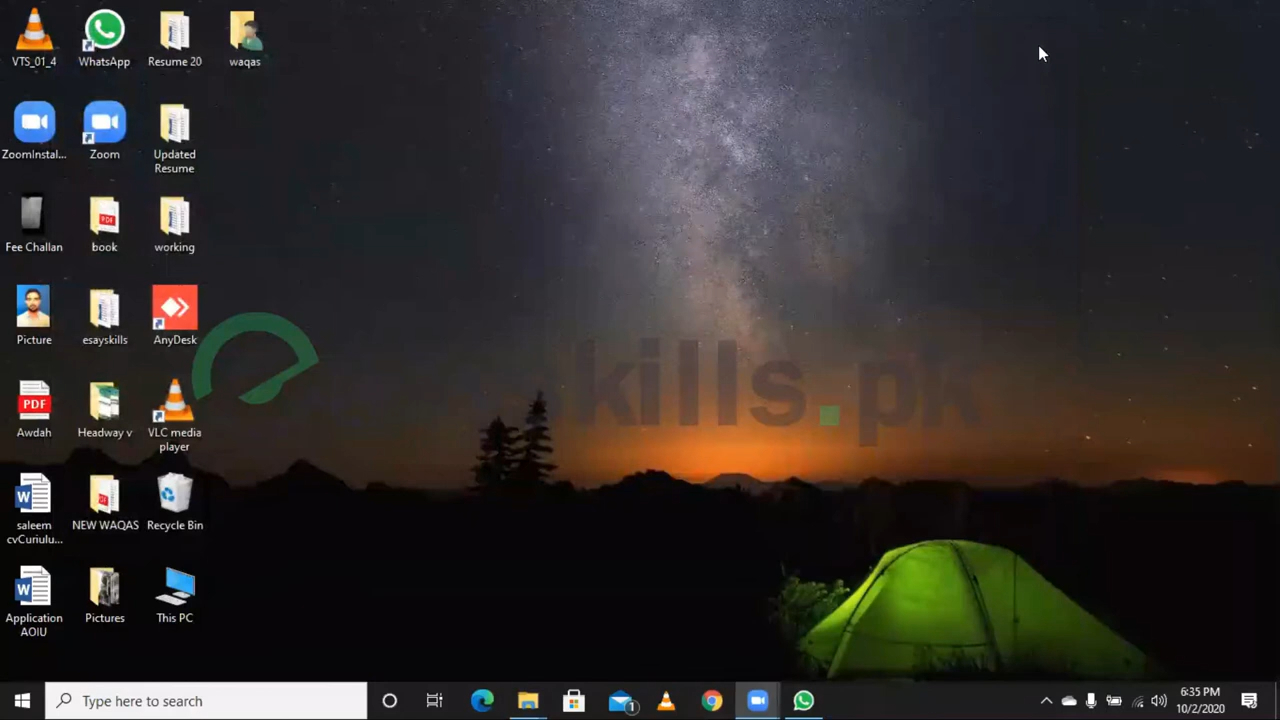 VTS_01_4
WhatsApp
Resume 20
waqas
ZoomInstal...
Zoom
Updated
Resume
Fee Challan
book
working
Picture
esayskills
AnyDesk
PDF
Awdah
Headway v
VLC media
player
saleem
cvCuriulu...
NEW WAQAS
Recycle Bin
Application
AOIU
Pictures
This PC
kills.pk
Type here to search
1
6:35 PM
10/2/2020